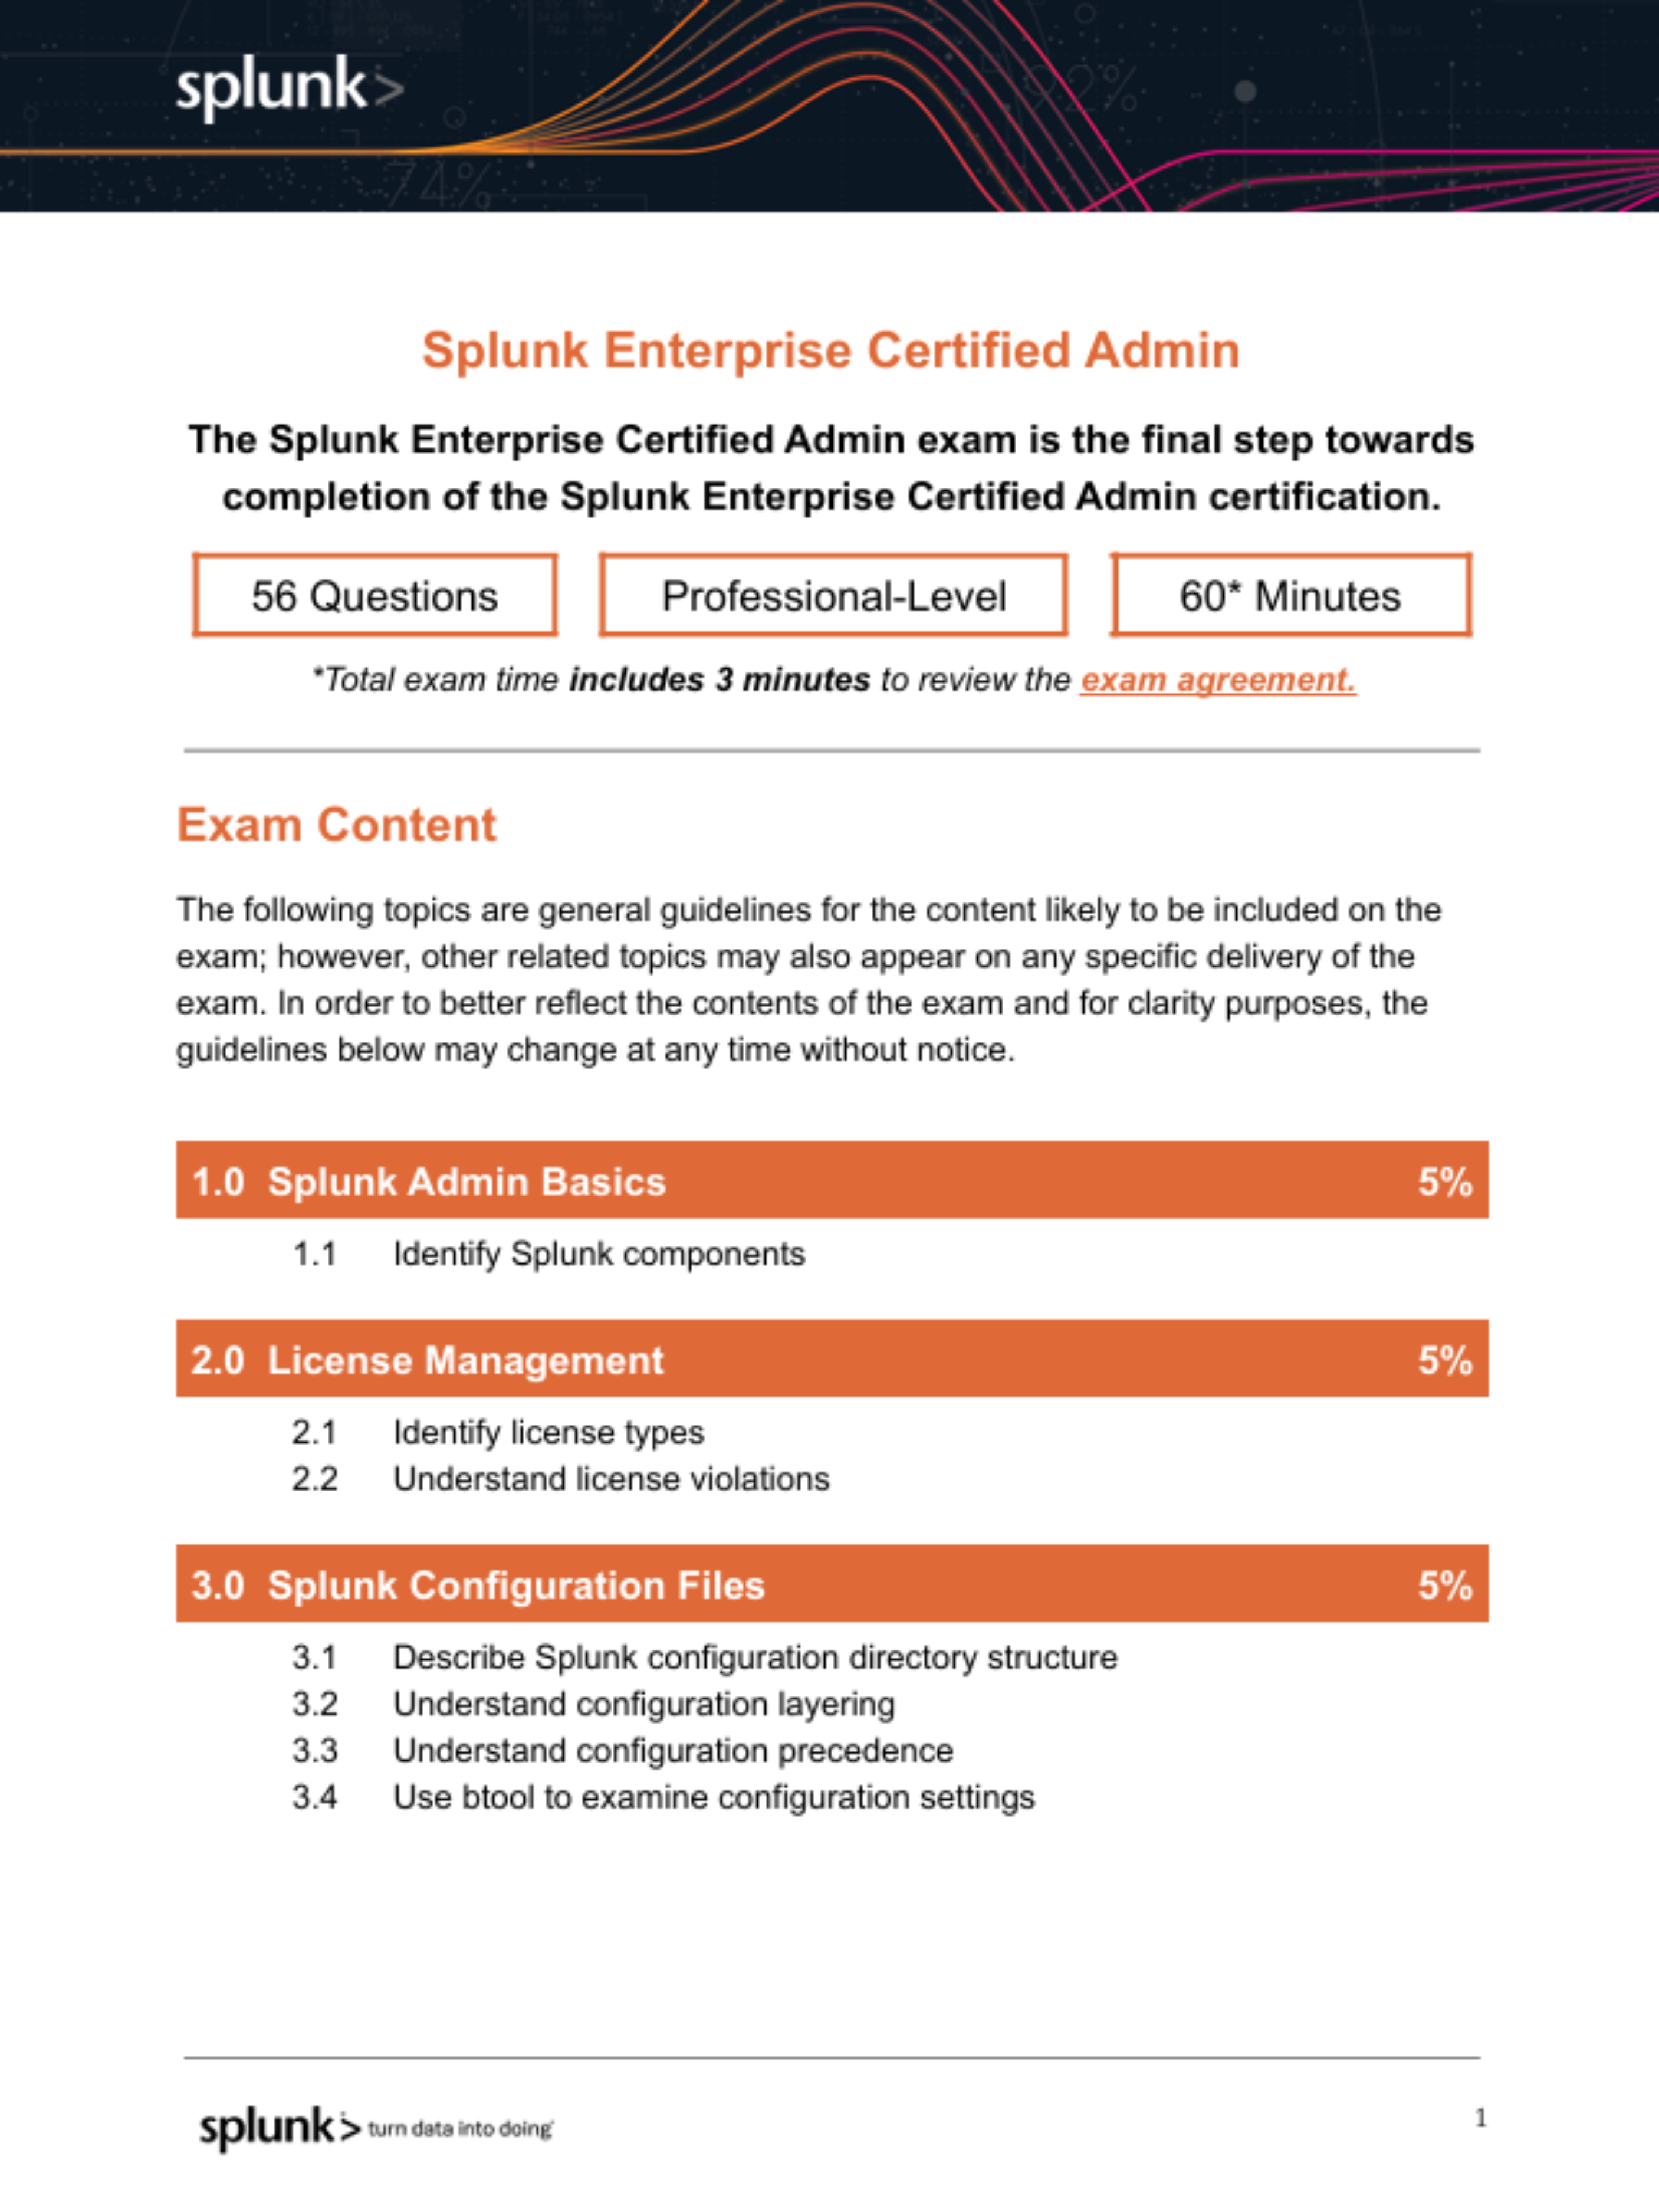 splunk>
74%
92%
Splunk Enterprise Certified Admin
The Splunk Enterprise Certified Admin exam is the final step towards
completion of the Splunk Enterprise Certified Admin certification.
56 Questions
Professional-Level
60* Minutes
*Total exam time includes 3 minutes to review the exam agreement.
Exam Content
The following topics are general guidelines for the content likely to be included on the
exam; however, other related topics may also appear on any specific delivery of the
exam. In order to better reflect the contents of the exam and for clarity purposes, the
guidelines below may change at any time without notice.
1.0 Splunk Admin Basics 5%
1.1 Identify Splunk components
2.0 License Management 5%
2.1 Identify license types
2.2 Understand license violations
3.0 Splunk Configuration Files 5%
3.1 Describe Splunk configuration directory structure
3.2 Understand configuration layering
3.3 Understand configuration precedence
3.4 Use btool to examine configuration settings
splunk> turn data into doing
1